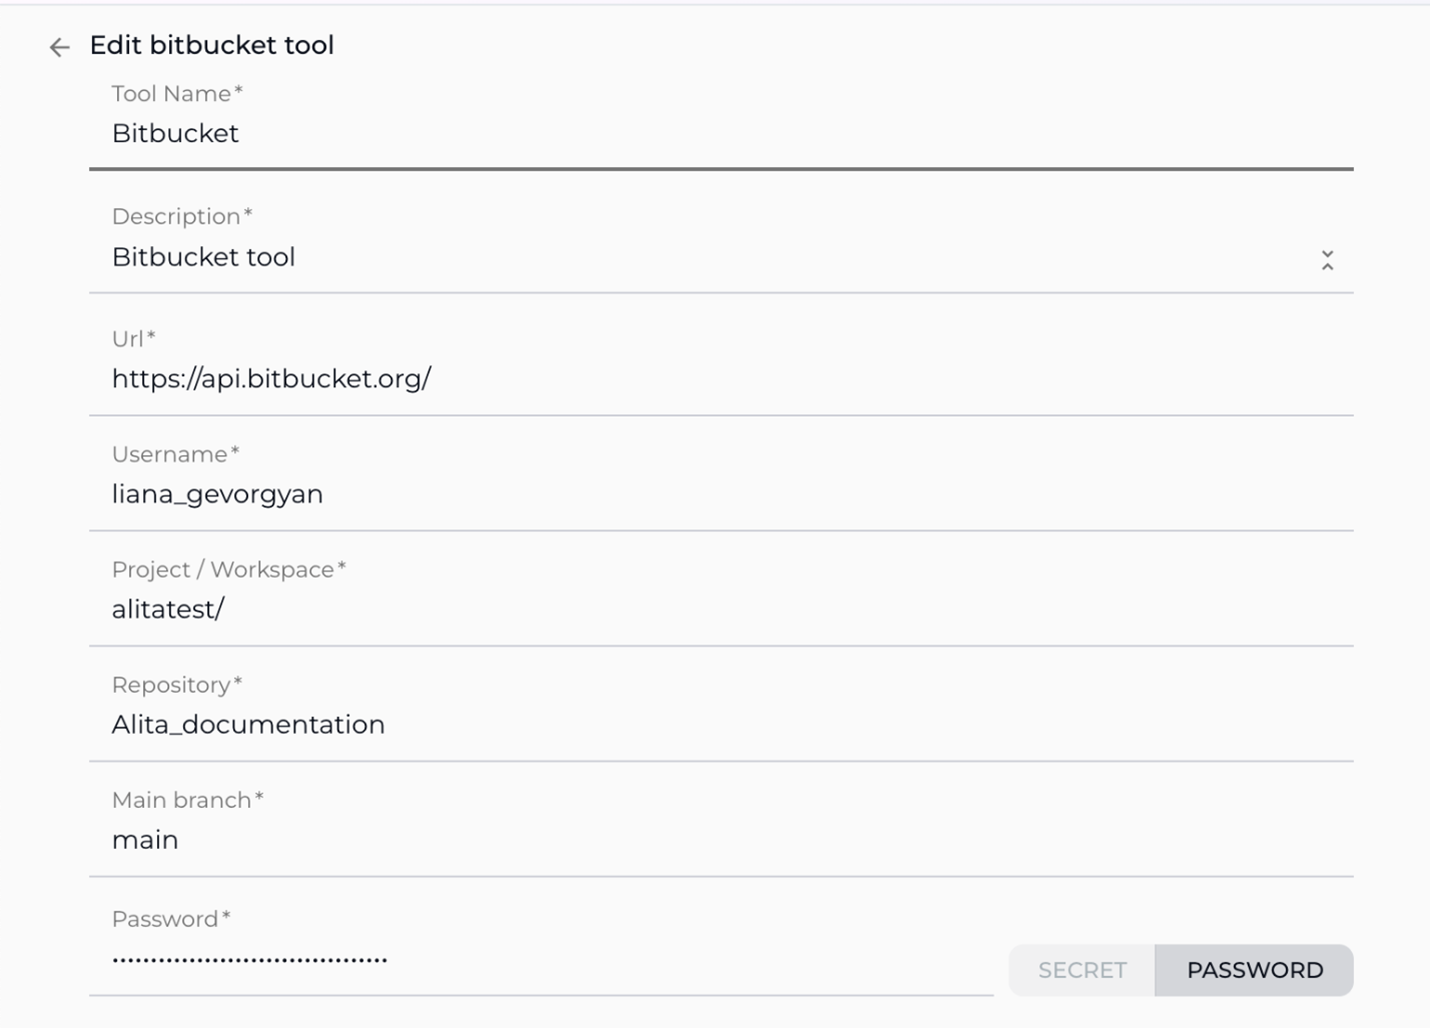 Edit bitbucket tool
Tool Name*
Bitbucket
Description*
Bitbucket tool
Url*
https://api.bitbucket.org/
Username*
liana_gevorgyan
Project / Workspace*
alitatest/
Repository*
Alita_documentation
Main branch*
main
Password*
••••••••••••••••••••••••••••••••••••
SECRET PASSWORD